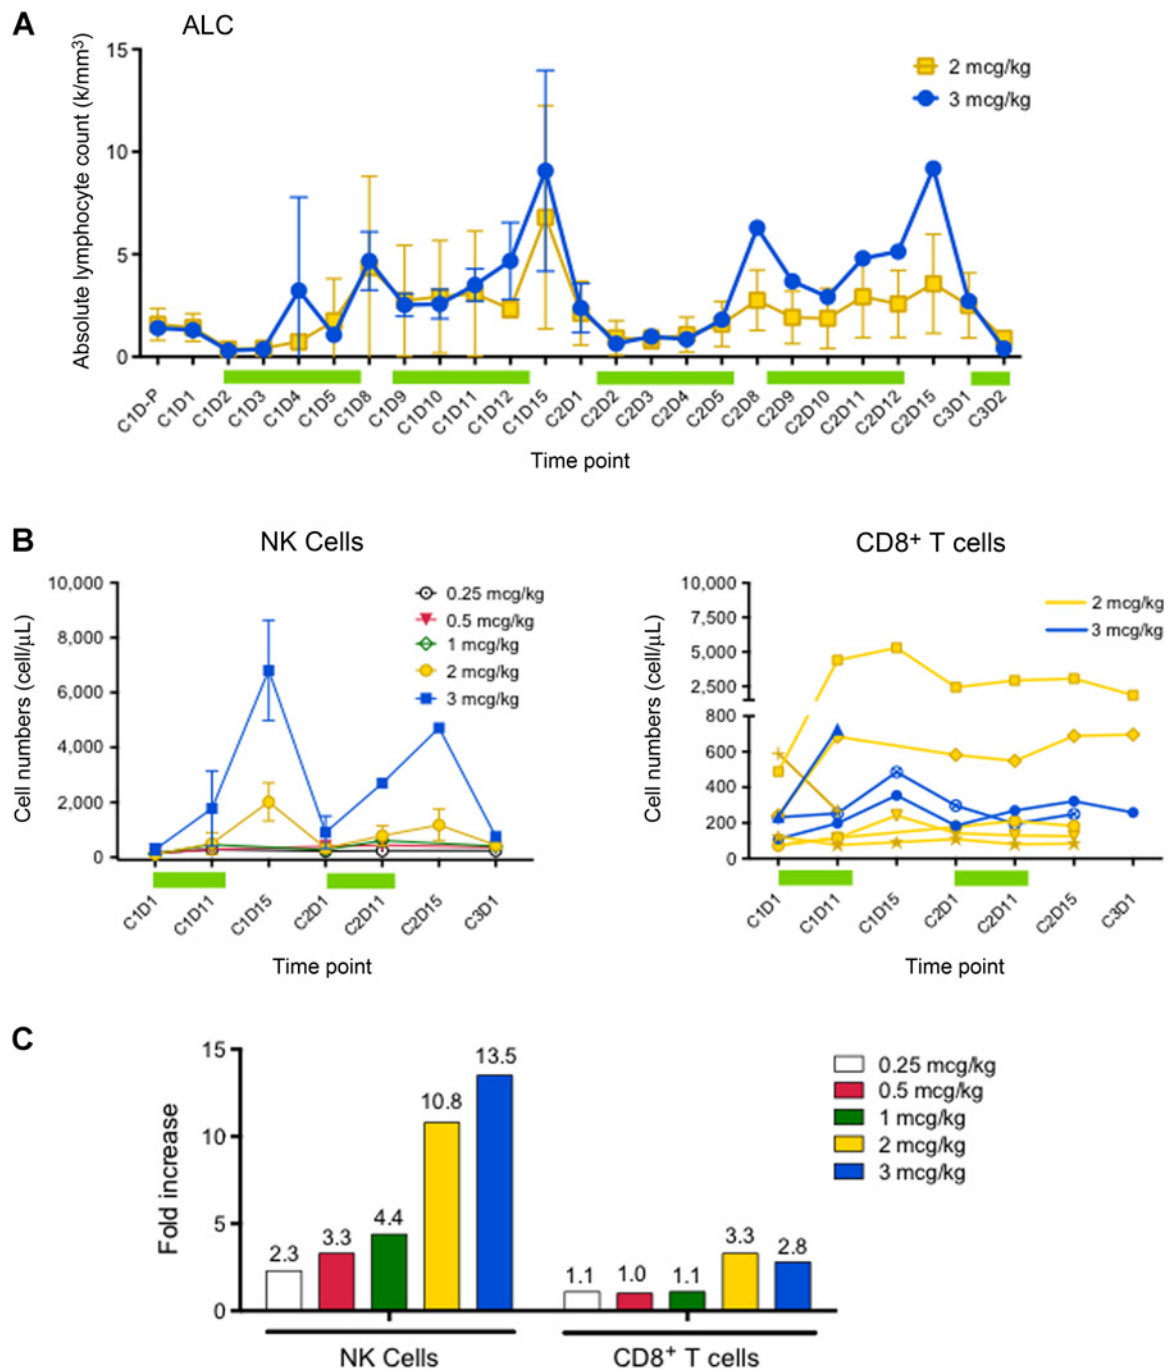 A
ALC
Absolute lymphocyte count (k/mm³)
15
10
5
0
2 mcg/kg
3 mcg/kg
C1D-P
C1D1
C1D2
C1D3
C1D4
C1D5
C1D8
C1D9
C1D10
C1D11
C1D12
C1D15
C2D1
C2D2
C2D3
C2D4
C2D5
C2D8
C2D9
C2D10
C2D11
C2D12
C2D15
C3D1
C3D2
Time point
B
NK Cells
Cell numbers (cell/µL)
10,000
8,000
6,000
4,000
2,000
0
0.25 mcg/kg
0.5 mcg/kg
1 mcg/kg
2 mcg/kg
3 mcg/kg
C1D1
C1D11
C1D15
C2D1
C2D11
C2D15
C3D1
Time point
CD8⁺ T cells
Cell numbers (cell/µL)
10,000
7,500
5,000
2,500
800
600
400
200
0
2 mcg/kg
3 mcg/kg
C1D1
C1D11
C1D15
C2D1
C2D11
C2D15
C3D1
Time point
C
Fold increase
15
10
5
0
2.3
3.3
4.4
10.8
13.5
1.1
1.0
1.1
3.3
2.8
NK Cells
CD8⁺ T cells
0.25 mcg/kg
0.5 mcg/kg
1 mcg/kg
2 mcg/kg
3 mcg/kg